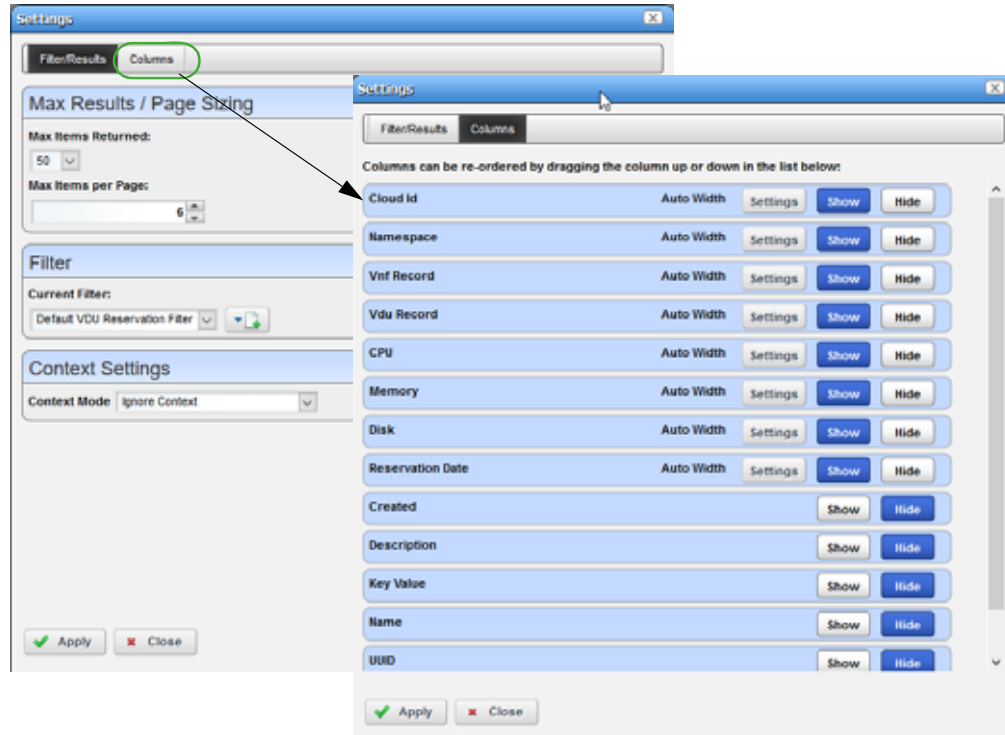 Settings
Filter/Results Columns
Max Results / Page Sizing
Max Items Returned:
50
Max Items per Page:
6
Filter
Current Filter:
Default VDU Reservation Filter
Context Settings
Context Mode Ignore Context
Apply Close
Settings
Filter/Results Columns
Columns can be re-ordered by dragging the column up or down in the list below:
Cloud Id Auto Width Settings Show Hide
Namespace Auto Width Settings Show Hide
Vnf Record Auto Width Settings Show Hide
Vdu Record Auto Width Settings Show Hide
CPU Auto Width Settings Show Hide
Memory Auto Width Settings Show Hide
Disk Auto Width Settings Show Hide
Reservation Date Auto Width Settings Show Hide
Created Show Hide
Description Show Hide
Key Value Show Hide
Name Show Hide
UUID Show Hide
Apply Close